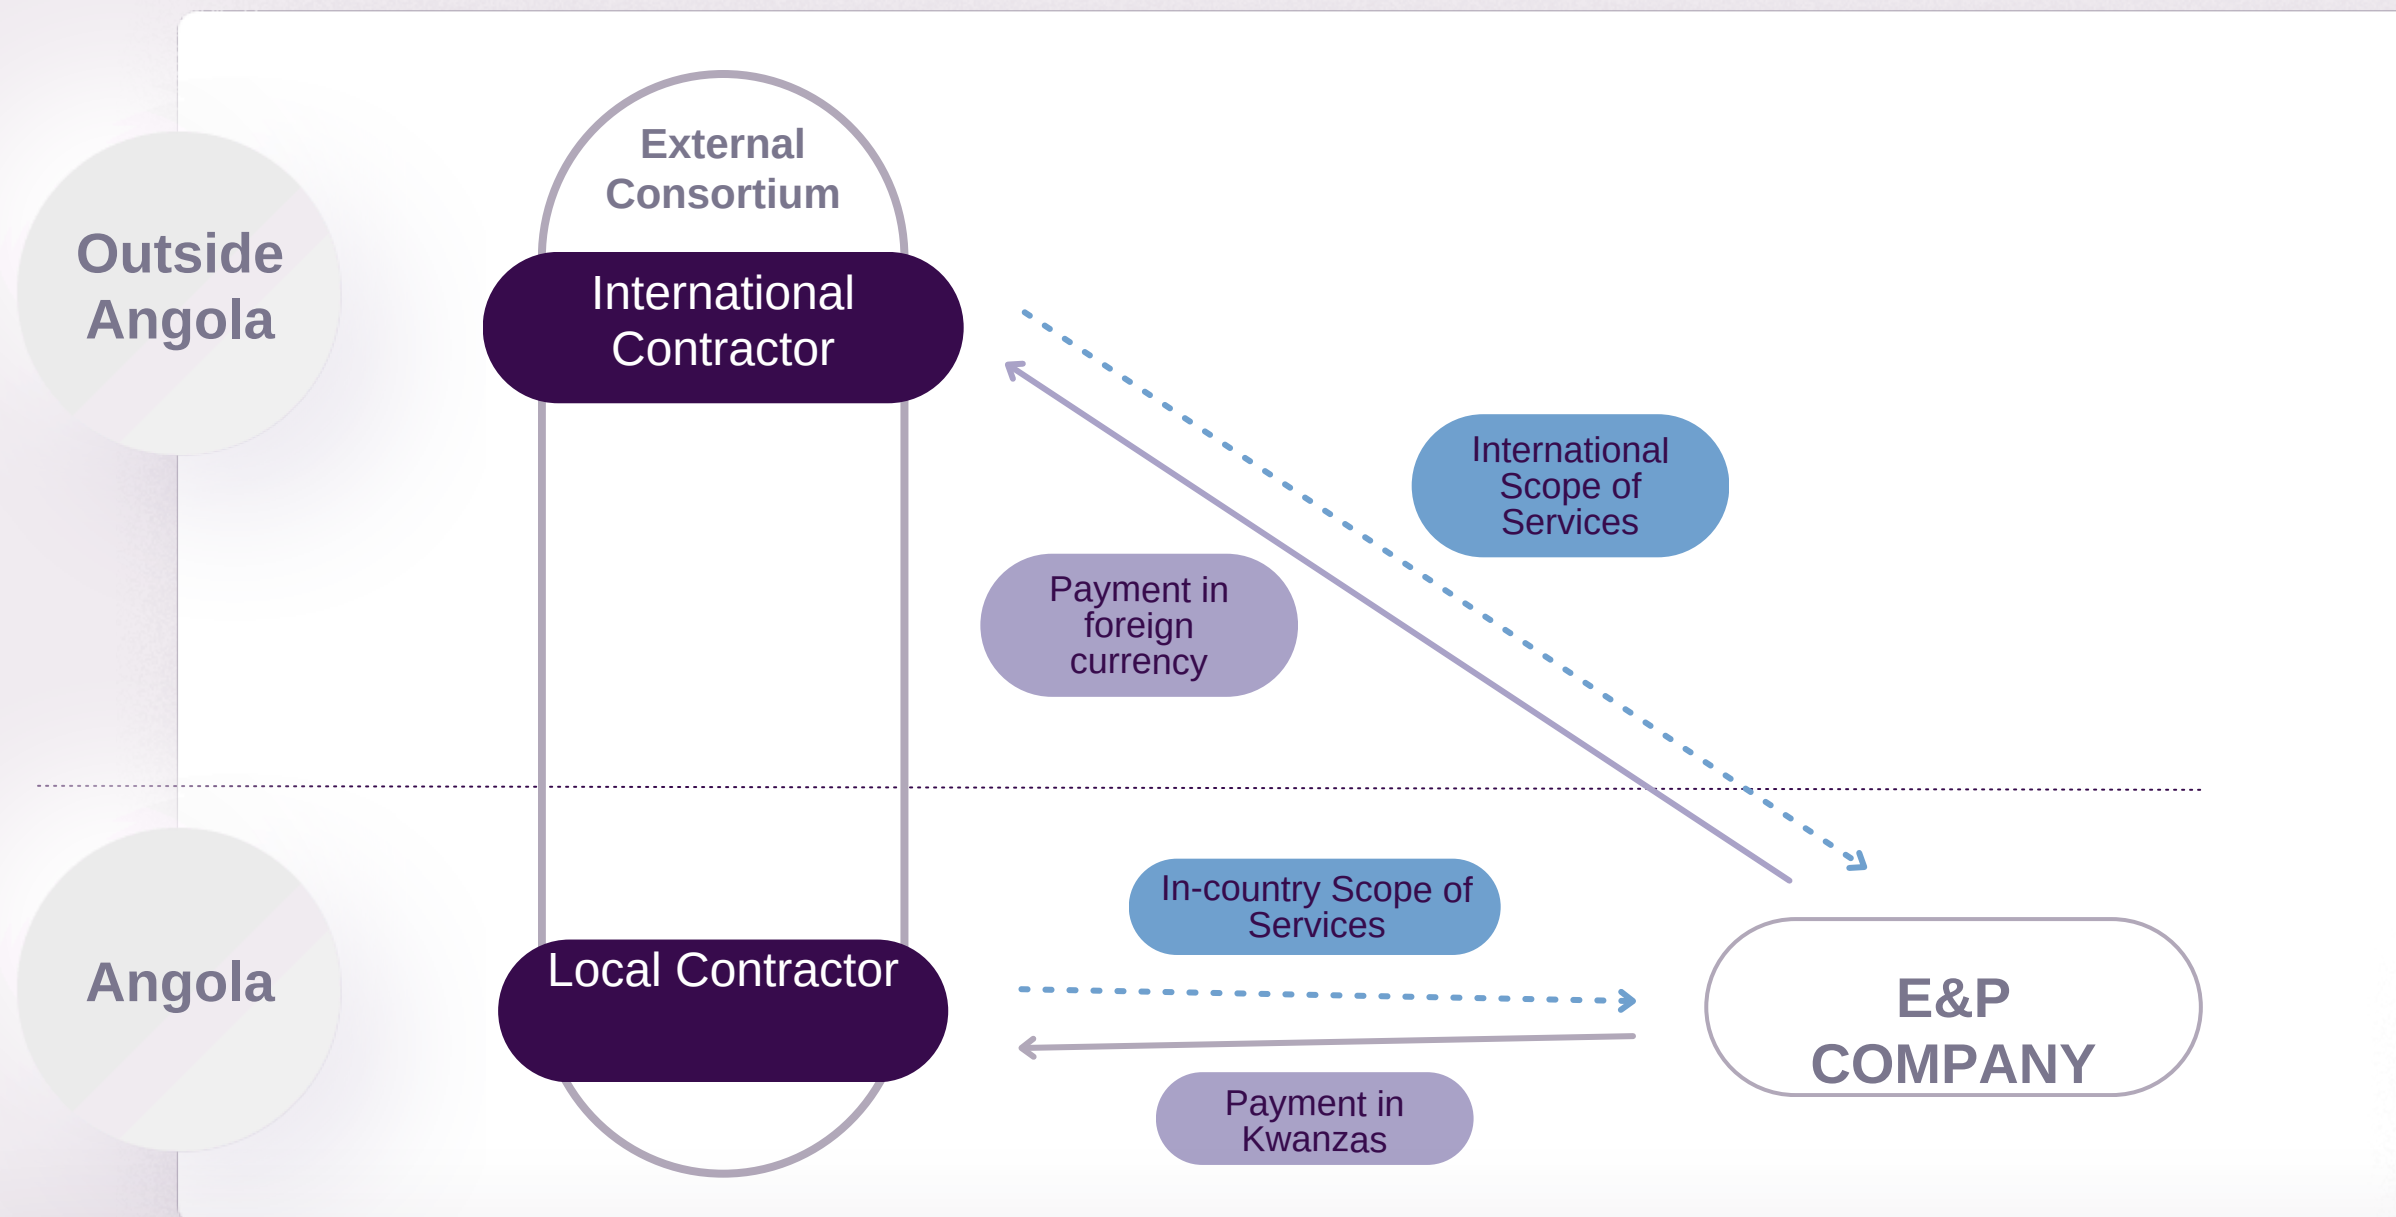 External
Consortium
Outside
Angola
International
Contractor
International
Scope of
Services
Payment in
foreign
currency
In-country Scope of
Services
Angola
Local Contractor
E&P
COMPANY
Payment in
Kwanzas